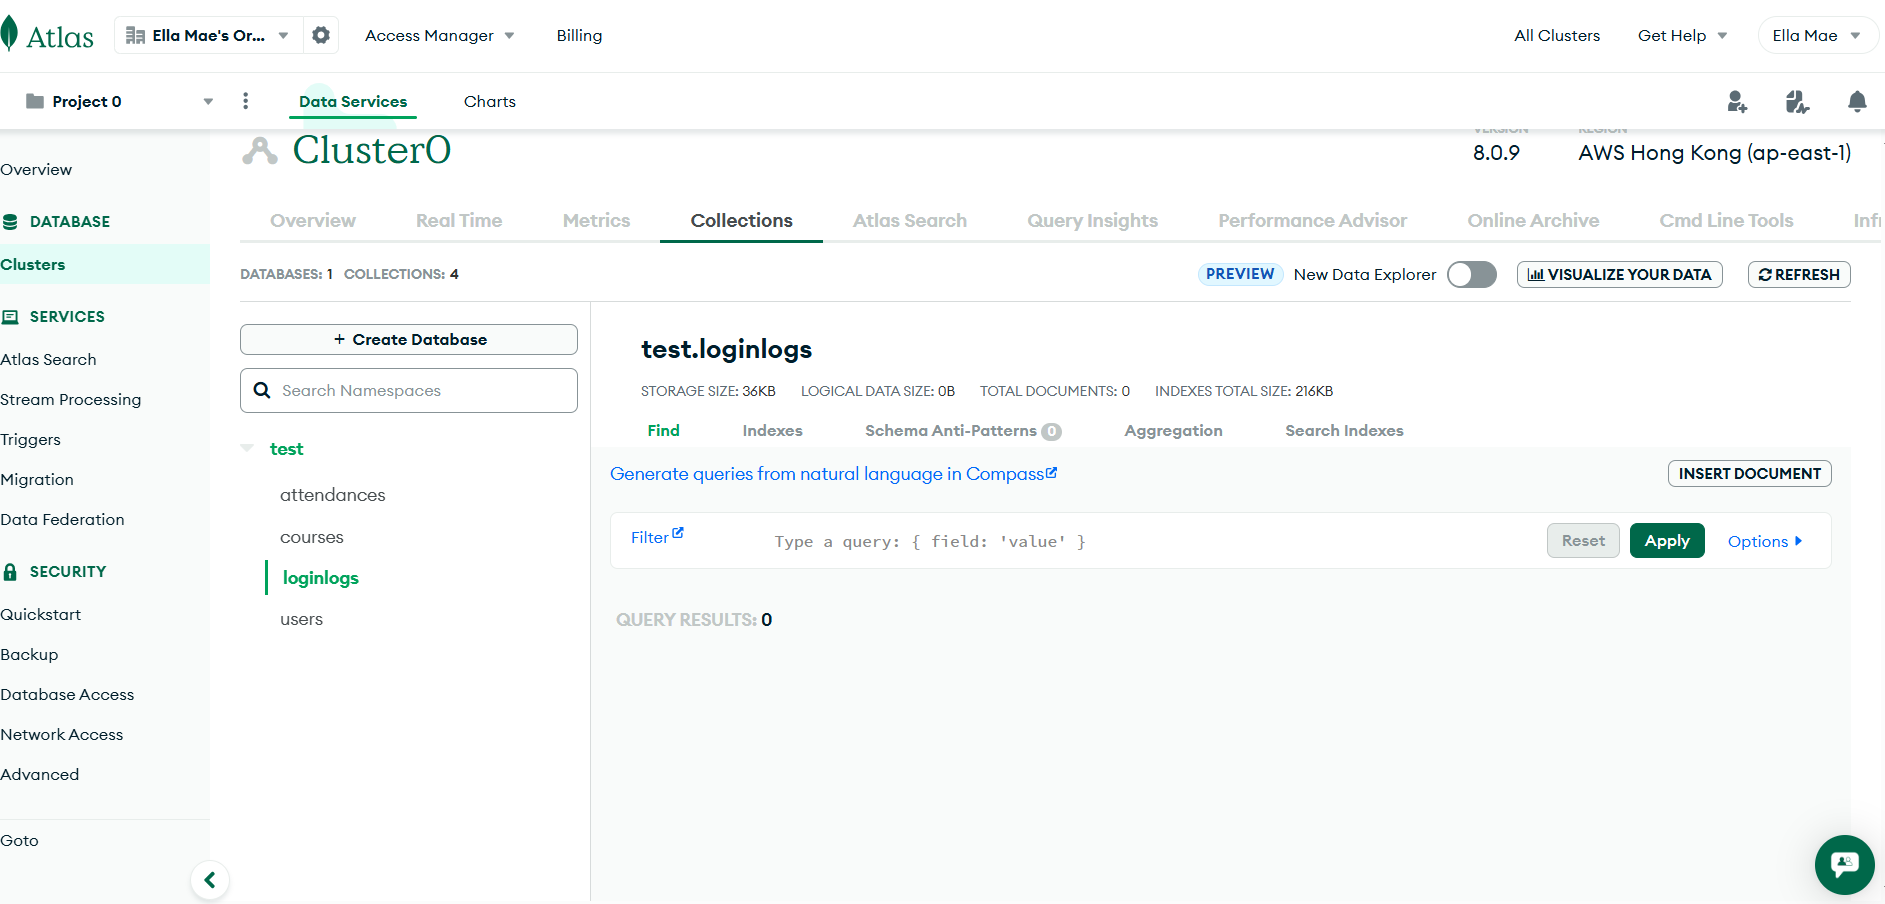 Atlas
Ella Mae's Or...
Access Manager
Billing
All Clusters
Get Help
Ella Mae
Project 0
Data Services
Charts
Overview
DATABASE
Clusters
SERVICES
Atlas Search
Stream Processing
Triggers
Migration
Data Federation
SECURITY
Quickstart
Backup
Database Access
Network Access
Advanced
Goto
Cluster0
VERSION
8.0.9
REGION
AWS Hong Kong (ap-east-1)
Overview
Real Time
Metrics
Collections
Atlas Search
Query Insights
Performance Advisor
Online Archive
Cmd Line Tools
DATABASES: 1 COLLECTIONS: 4
PREVIEW
New Data Explorer
VISUALIZE YOUR DATA
REFRESH
+ Create Database
Search Namespaces
test
attendances
courses
loginlogs
users
test.loginlogs
STORAGE SIZE: 36KB
LOGICAL DATA SIZE: 0B
TOTAL DOCUMENTS: 0
INDEXES TOTAL SIZE: 216KB
Find
Indexes
Schema Anti-Patterns 0
Aggregation
Search Indexes
Generate queries from natural language in Compass
INSERT DOCUMENT
Filter
Type a query: { field: 'value' }
Reset
Apply
Options
QUERY RESULTS: 0